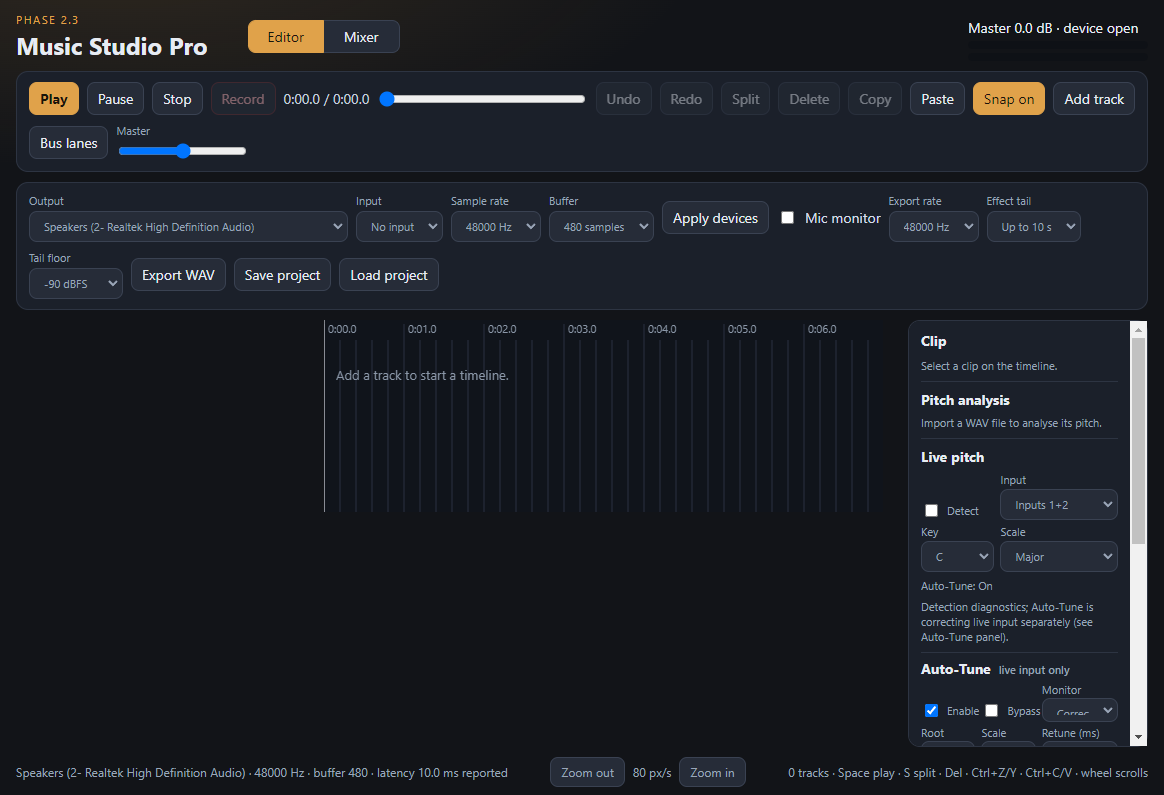 PHASE 2.3
Music Studio Pro
Editor
Mixer
Master 0.0 dB · device open
Play
Pause
Stop
Record
0:00.0 / 0:00.0
Undo
Redo
Split
Delete
Copy
Paste
Snap on
Add track
Bus lanes
Master
Output
Speakers (2- Realtek High Definition Audio)
Input
No input
Sample rate
48000 Hz
Buffer
480 samples
Apply devices
Mic monitor
Export rate
48000 Hz
Effect tail
Up to 10 s
Tail floor
-90 dBFS
Export WAV
Save project
Load project
0:00.0
0:01.0
0:02.0
0:03.0
0:04.0
0:05.0
0:06.0
Add a track to start a timeline.
Clip
Select a clip on the timeline.
Pitch analysis
Import a WAV file to analyse its pitch.
Live pitch
Detect
Input
Inputs 1+2
Key
C
Scale
Major
Auto-Tune: On
Detection diagnostics; Auto-Tune is
correcting live input separately (see
Auto-Tune panel).
Auto-Tune live input only
Enable
Bypass
Monitor
Correc
Root
Scale
Retune (ms)
Speakers (2- Realtek High Definition Audio) · 48000 Hz · buffer 480 · latency 10.0 ms reported
Zoom out
80 px/s
Zoom in
0 tracks · Space play · S split · Del · Ctrl+Z/Y · Ctrl+C/V · wheel scrolls